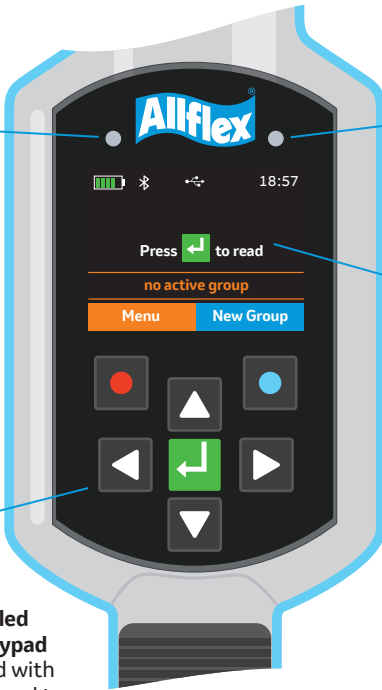 Allflex
®
18:57
Press to read
no active group
Menu New Group
led
ypad
d with